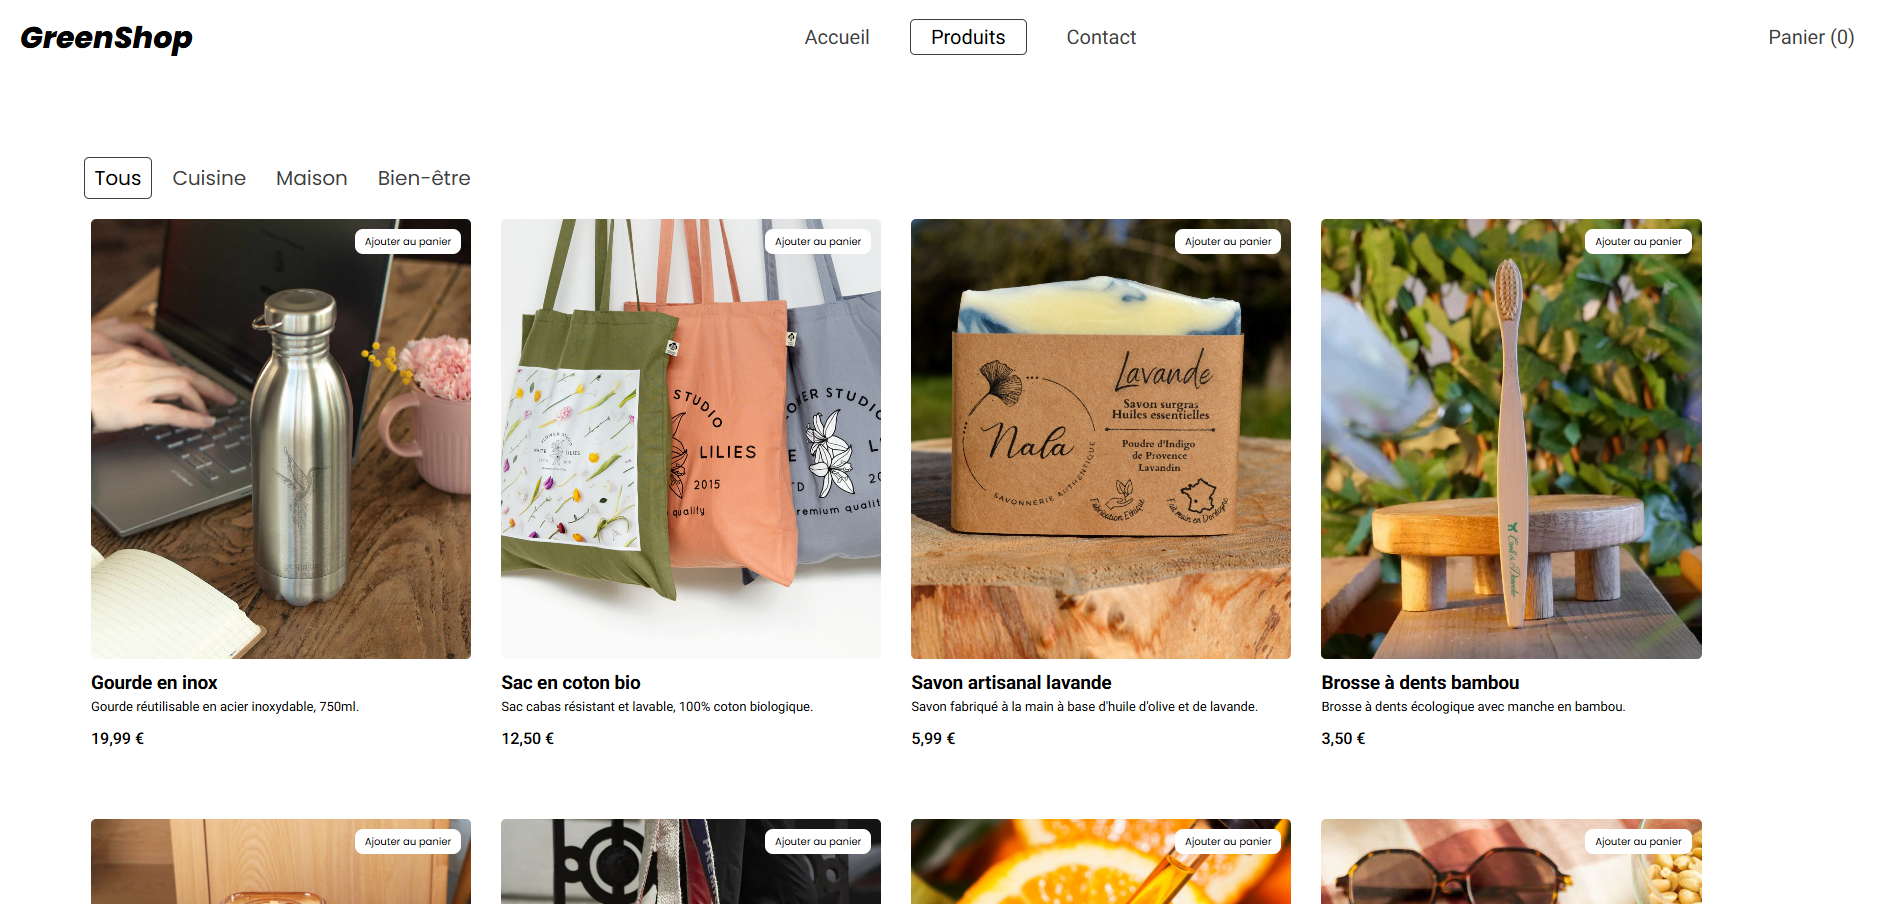 GreenShop
Accueil
Produits
Contact
Panier (0)
Tous
Cuisine
Maison
Bien-être
Ajouter au panier
Ajouter au panier
Ajouter au panier
Ajouter au panier
STUDIO
LILIES
2015
quality
ER STUDIO
remium qualit
Lavande
Savon surgras
Huiles essentielles
Nala
SAVONNERIE AUTHENTIQUE
Poudre d'Indigo
de Provence
Lavandin
Fabrication Ethique
Fait main en Dordogne
Gourde en inox
Gourde réutilisable en acier inoxydable, 750ml.
19,99 €
Sac en coton bio
Sac cabas résistant et lavable, 100% coton biologique.
12,50 €
Savon artisanal lavande
Savon fabriqué à la main à base d'huile d'olive et de lavande.
5,99 €
Brosse à dents bambou
Brosse à dents écologique avec manche en bambou.
3,50 €
Ajouter au panier
Ajouter au panier
Ajouter au panier
Ajouter au panier